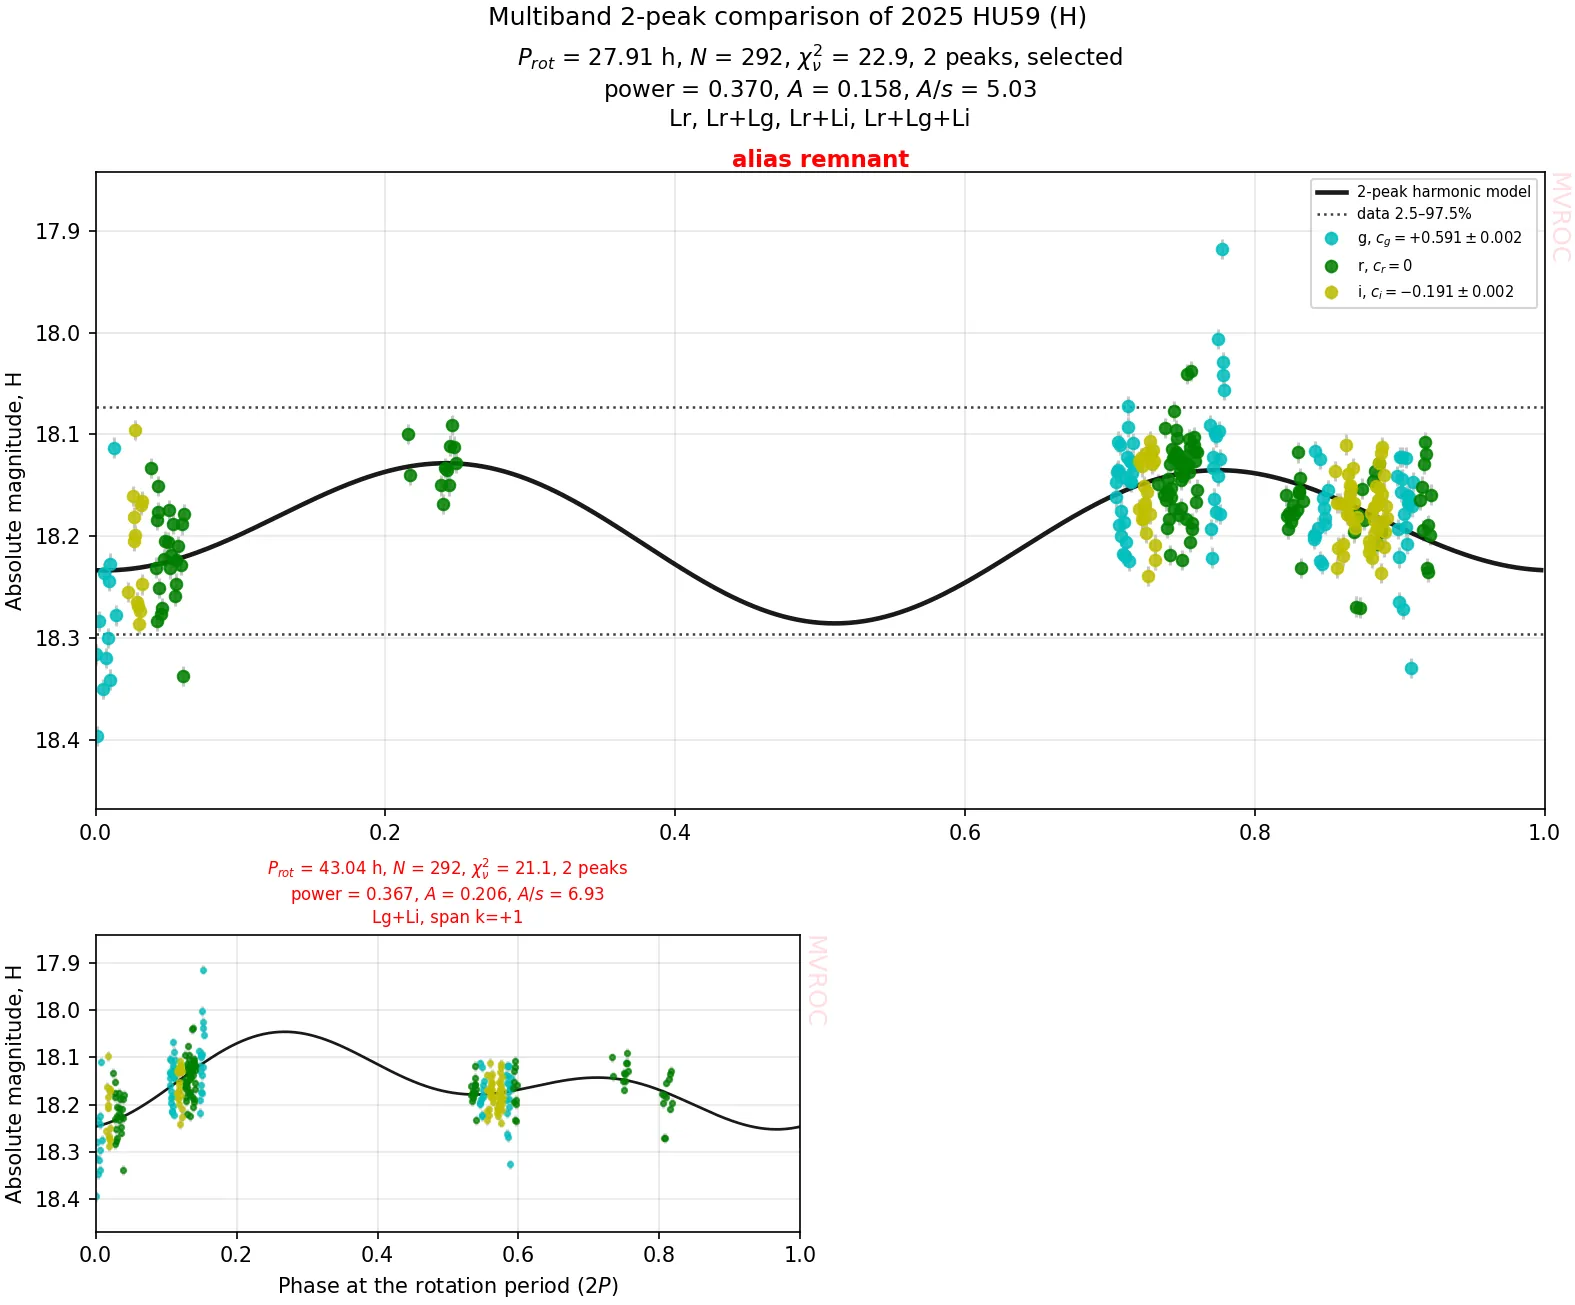 Multiband 2-peak comparison of 2025 HU59 (H)
P_rot = 27.91 h, N = 292, χ²_ν = 22.9, 2 peaks, selected
power = 0.370, A = 0.158, A/s = 5.03
Lr, Lr+Lg, Lr+Li, Lr+Lg+Li
alias remnant
2-peak harmonic model
data 2.5–97.5%
g, c_g = +0.591 ± 0.002
r, c_r = 0
i, c_i = −0.191 ± 0.002
MVROC
Absolute magnitude, H
17.9
18.0
18.1
18.2
18.3
18.4
0.0 0.2 0.4 0.6 0.8 1.0
P_rot = 43.04 h, N = 292, χ²_ν = 21.1, 2 peaks
power = 0.367, A = 0.206, A/s = 6.93
Lg+Li, span k=+1
MVROC
Absolute magnitude, H
17.9
18.0
18.1
18.2
18.3
18.4
0.0 0.2 0.4 0.6 0.8 1.0
Phase at the rotation period (2P)